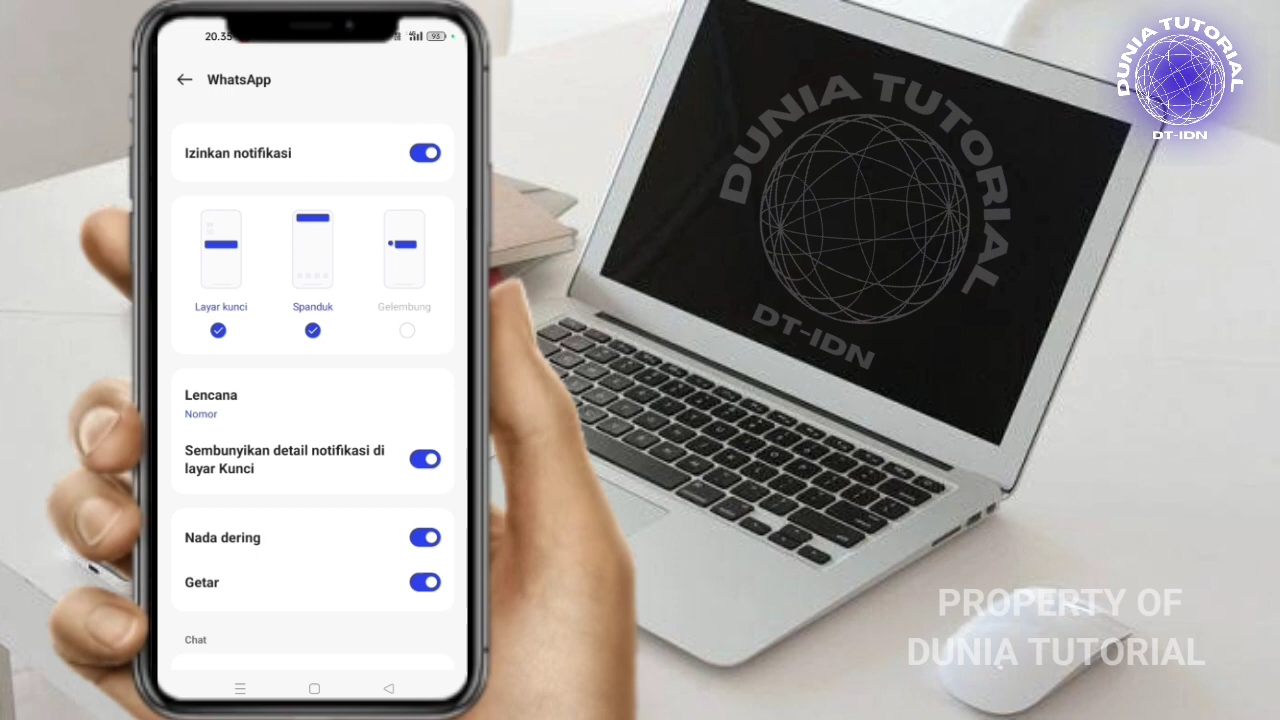 20.35
93
WhatsApp
Izinkan notifikasi
Layar kunci
Spanduk
Gelembung
Lencana
Nomor
Sembunyikan detail notifikasi di
layar Kunci
Nada dering
Getar
Chat
DUNIA TUTORIAL
DT-IDN
DUNIA TUTORIAL
DT-IDN
PROPERTY OF
DUNIA TUTORIAL